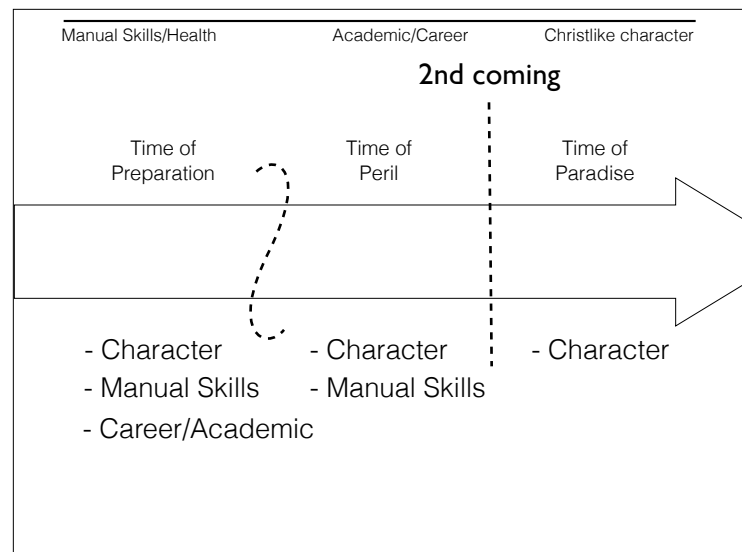 Manual Skills/Health
Academic/Career
Christlike character
2nd coming
Time of
Preparation
Time of
Peril
Time of
Paradise
- Character
- Manual Skills
- Career/Academic
- Character
- Manual Skills
- Character